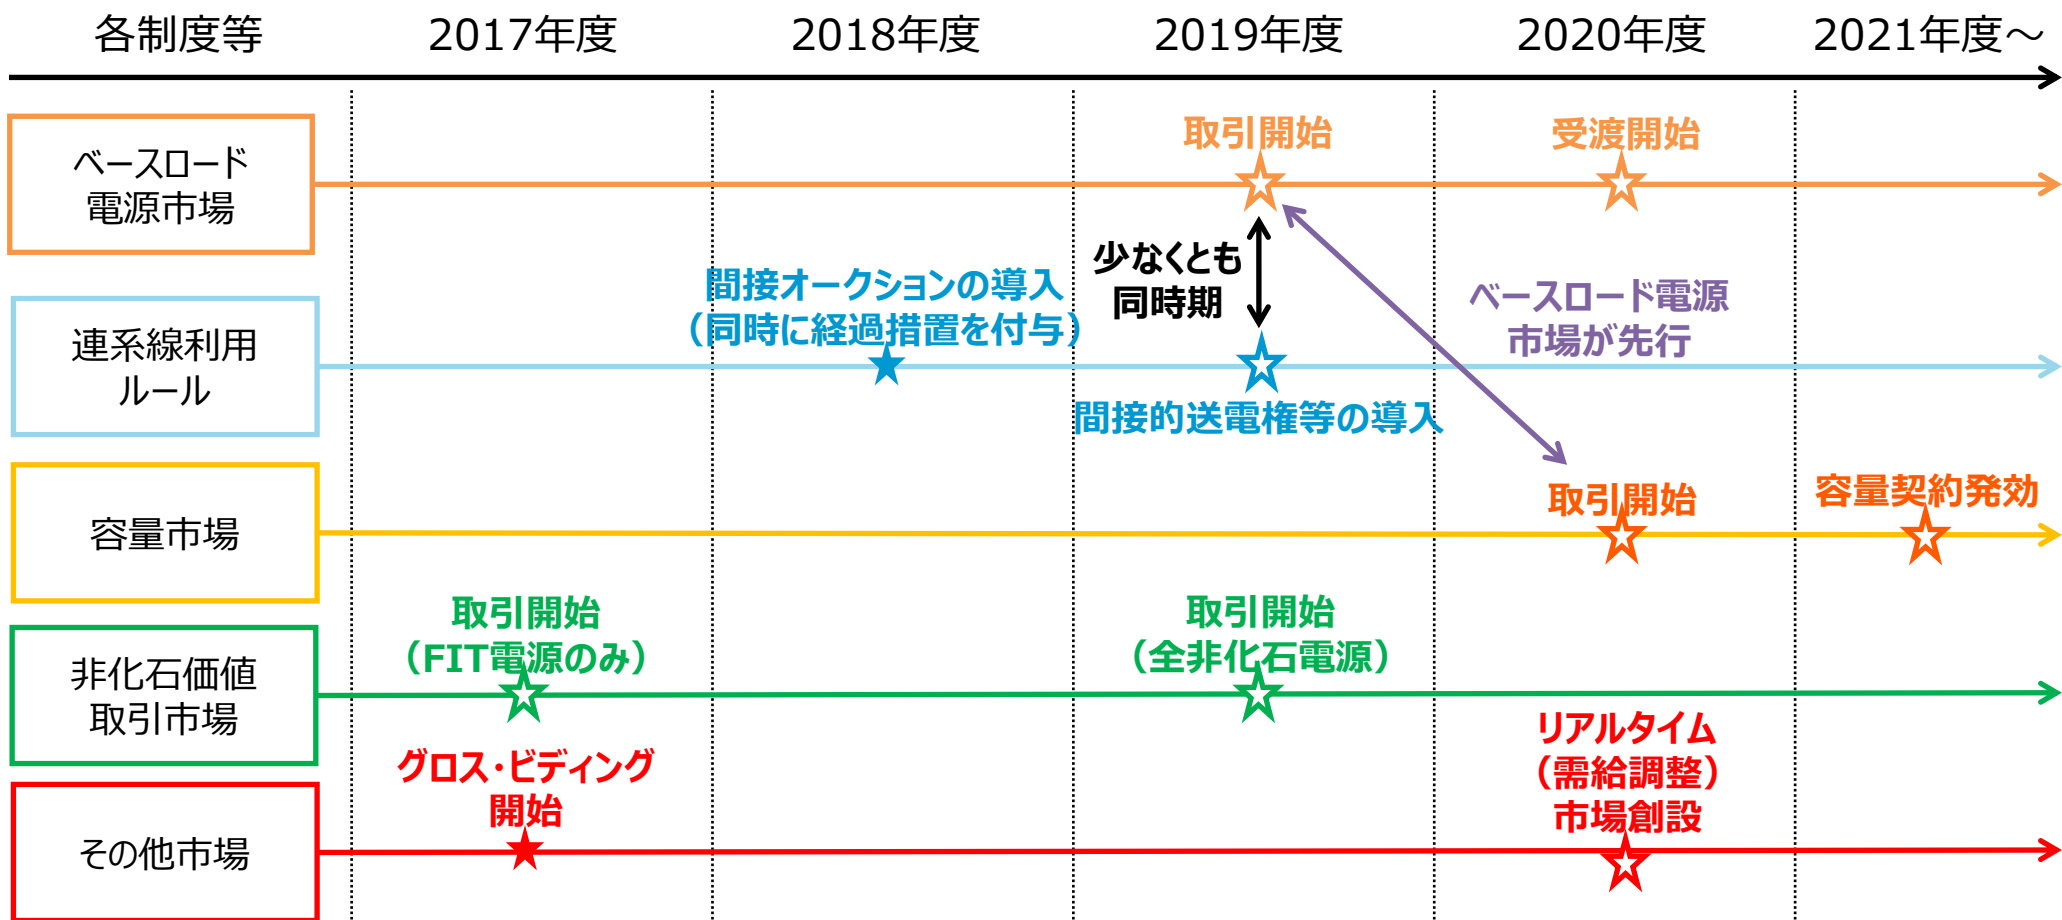 各制度等
2017年度
2018年度
2019年度
2020年度
2021年度～
ベースロード
電源市場
取引開始
受渡開始
少なくとも
同時期
ベースロード電源
市場が先行
連系線利用
ルール
間接オークションの導入
（同時に経過措置を付与）
間接的送電権等の導入
容量市場
取引開始
容量契約発効
非化石価値
取引市場
取引開始
（FIT電源のみ）
取引開始
（全非化石電源）
その他市場
グロス・ビディング
開始
リアルタイム
（需給調整）
市場創設